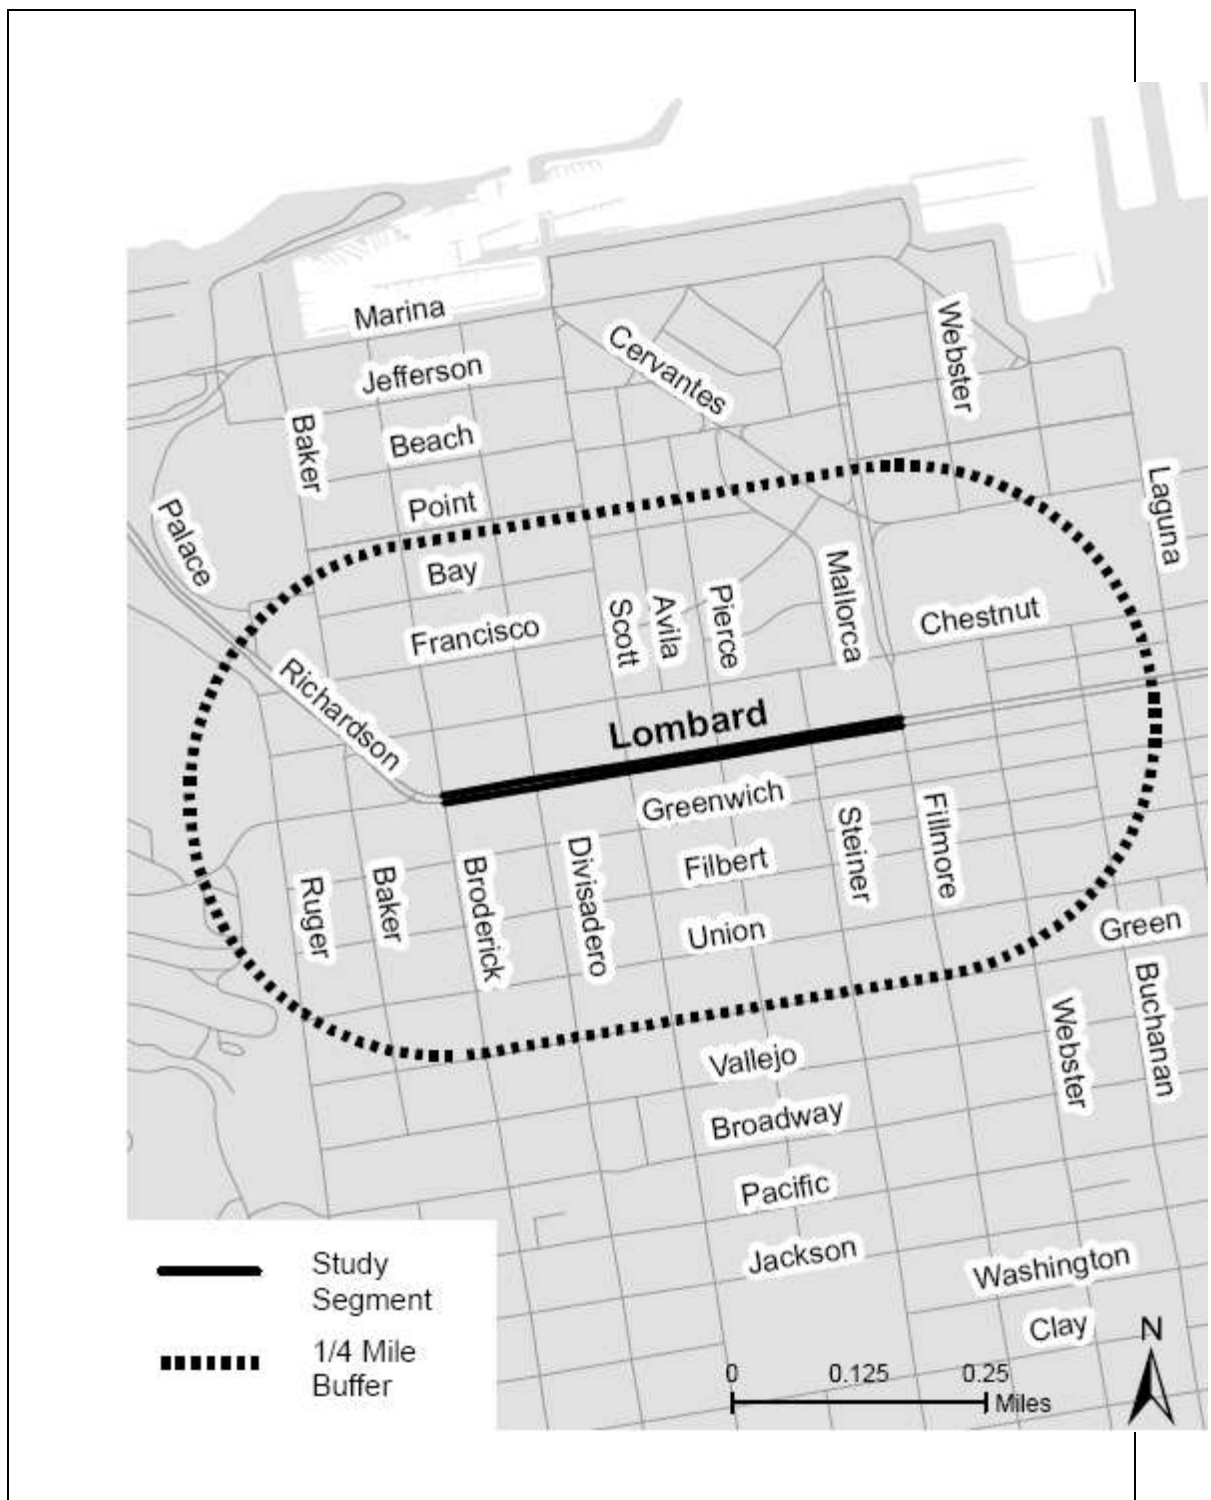 Marina
Jefferson
Cervantes
Webster
Baker
Beach
Point
Palace
Laguna
Bay
Francisco
Scott
Avila
Pierce
Mallorca
Chestnut
Richardson
Lombard
Greenwich
Filbert
Union
Steiner
Fillmore
Ruger
Baker
Broderick
Divisadero
Green
Buchanan
Webster
Vallejo
Broadway
Pacific
Jackson
Washington
Clay
Study
Segment
1/4 Mile
Buffer
0 0.125 0.25
Miles
N